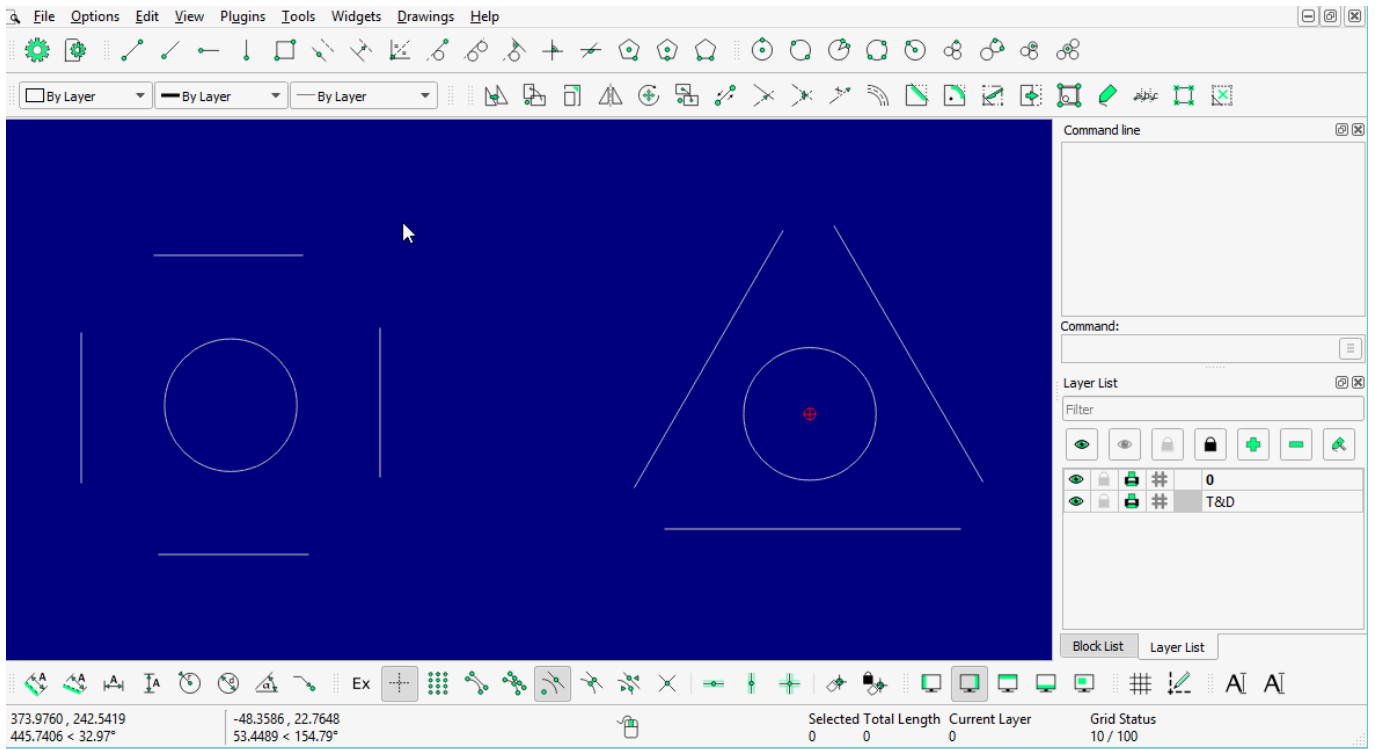 File Options Edit View Plugins Tools Widgets Drawings Help
By Layer By Layer By Layer
Command line
Command:
Layer List
Filter
0
T&D
Block List Layer List
Ex
373.9760 , 242.5419 -48.3586 , 22.7648 Selected Total Length Current Layer Grid Status
445.7406 < 32.97° 53.4489 < 154.79° 0 0 0 10 / 100